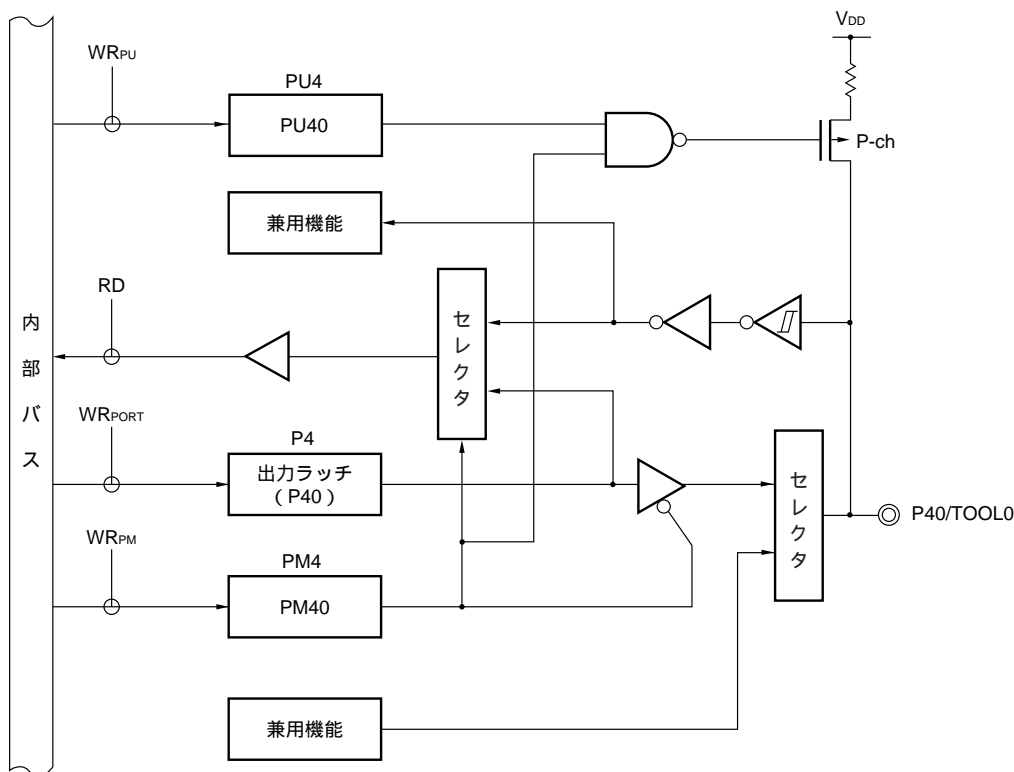 VDD
WRPU
PU4
PU40
P-ch
兼用機能
RD
セレクタ
内部バス
WRPORT
P4
出力ラッチ
（P40）
セレクタ
P40/TOOL0
WRPM
PM4
PM40
兼用機能